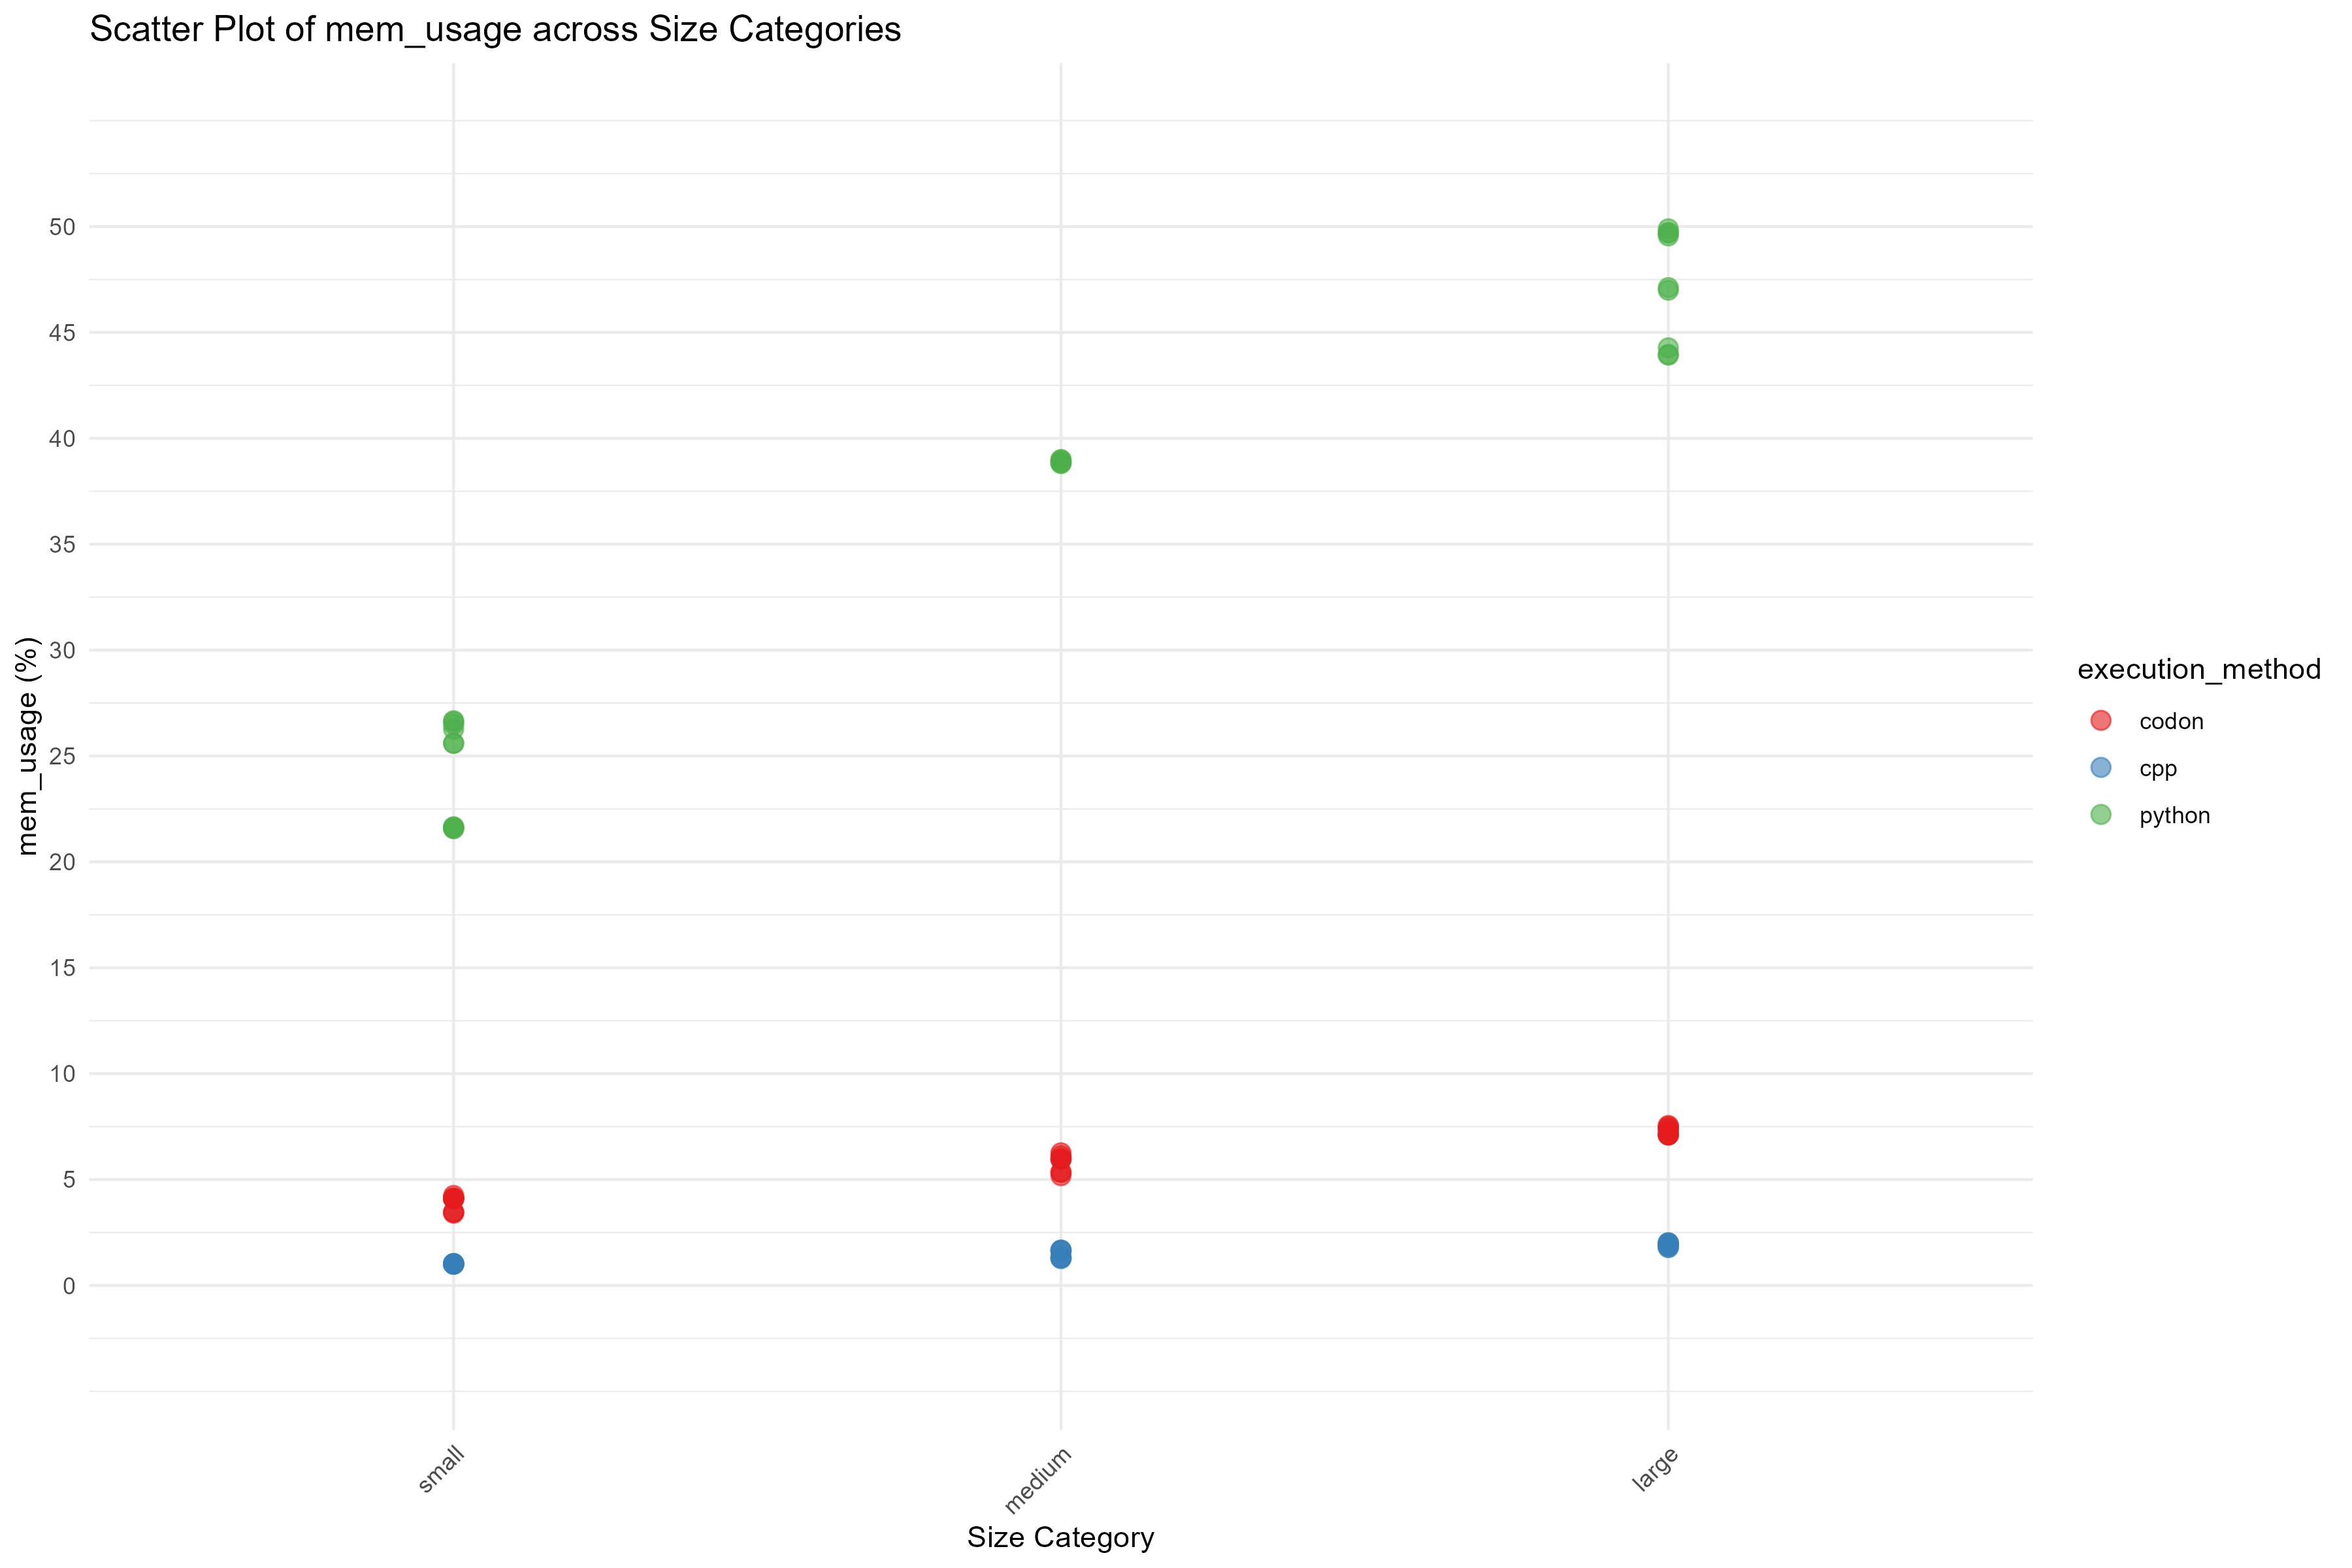 Scatter Plot of mem_usage across Size Categories
mem_usage (%)
50
45
40
35
30
25
20
15
10
5
0
small
medium
large
Size Category
execution_method
codon
cpp
python